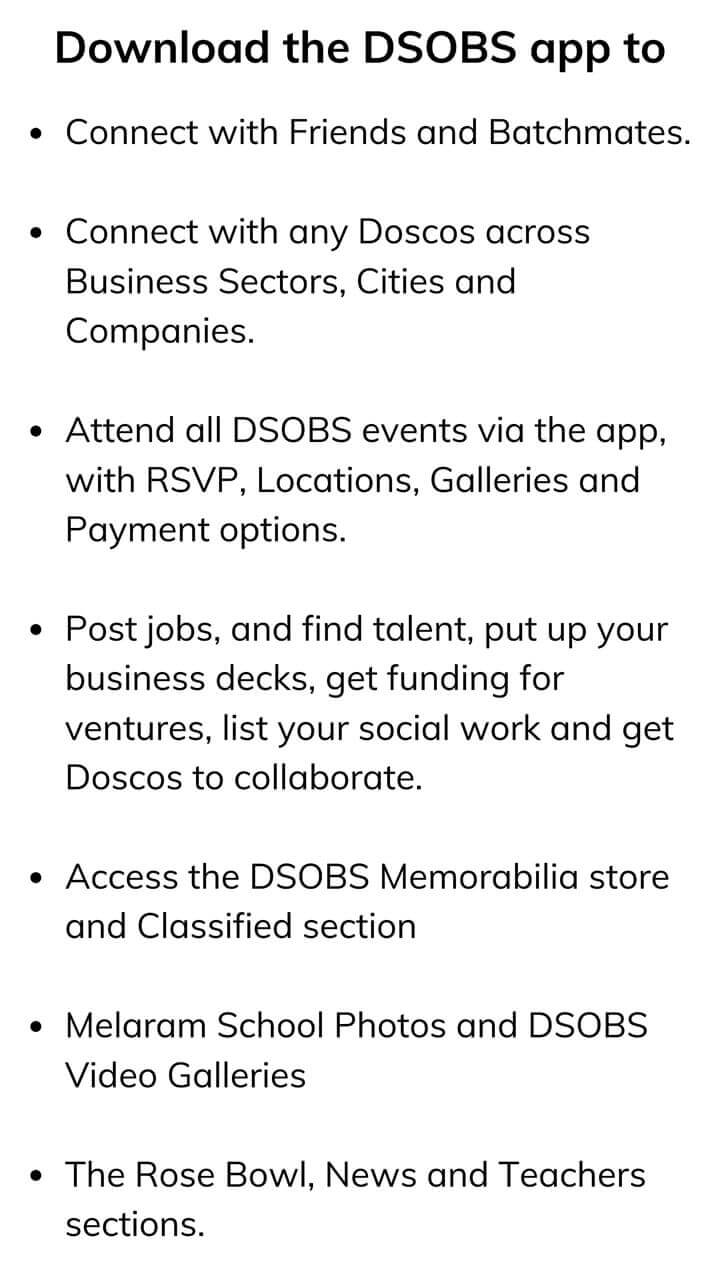 Download the DSOBS app to
• Connect with Friends and Batchmates.
• Connect with any Doscos across
Business Sectors, Cities and
Companies.
• Attend all DSOBS events via the app,
with RSVP, Locations, Galleries and
Payment options.
• Post jobs, and find talent, put up your
business decks, get funding for
ventures, list your social work and get
Doscos to collaborate.
• Access the DSOBS Memorabilia store
and Classified section
• Melaram School Photos and DSOBS
Video Galleries
• The Rose Bowl, News and Teachers
sections.